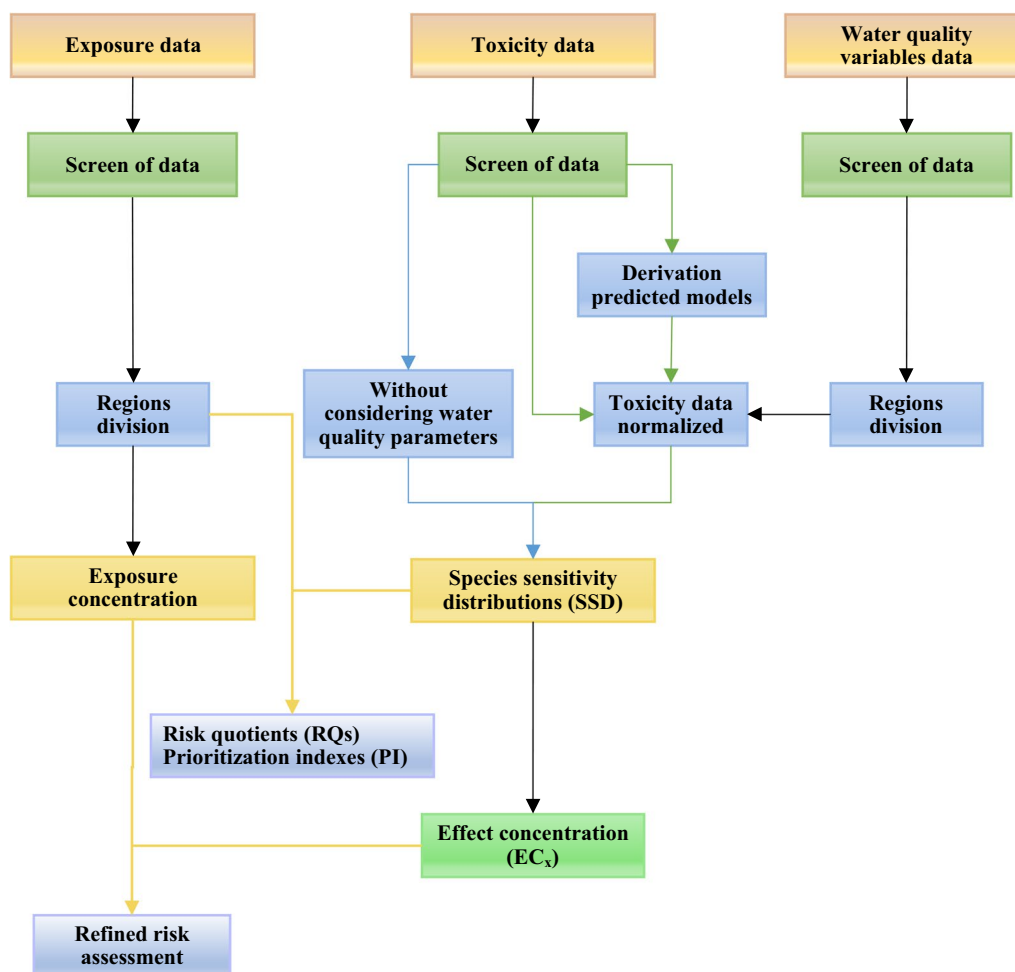 Exposure data
Toxicity data
Water quality
variables data
Screen of data
Screen of data
Screen of data
Derivation
predicted models
Regions
division
Without
considering water
quality parameters
Toxicity data
normalized
Regions
division
Exposure
concentration
Species sensitivity
distributions (SSD)
Risk quotients (RQs)
Prioritization indexes (PI)
Effect concentration
(ECₓ)
Refined risk
assessment